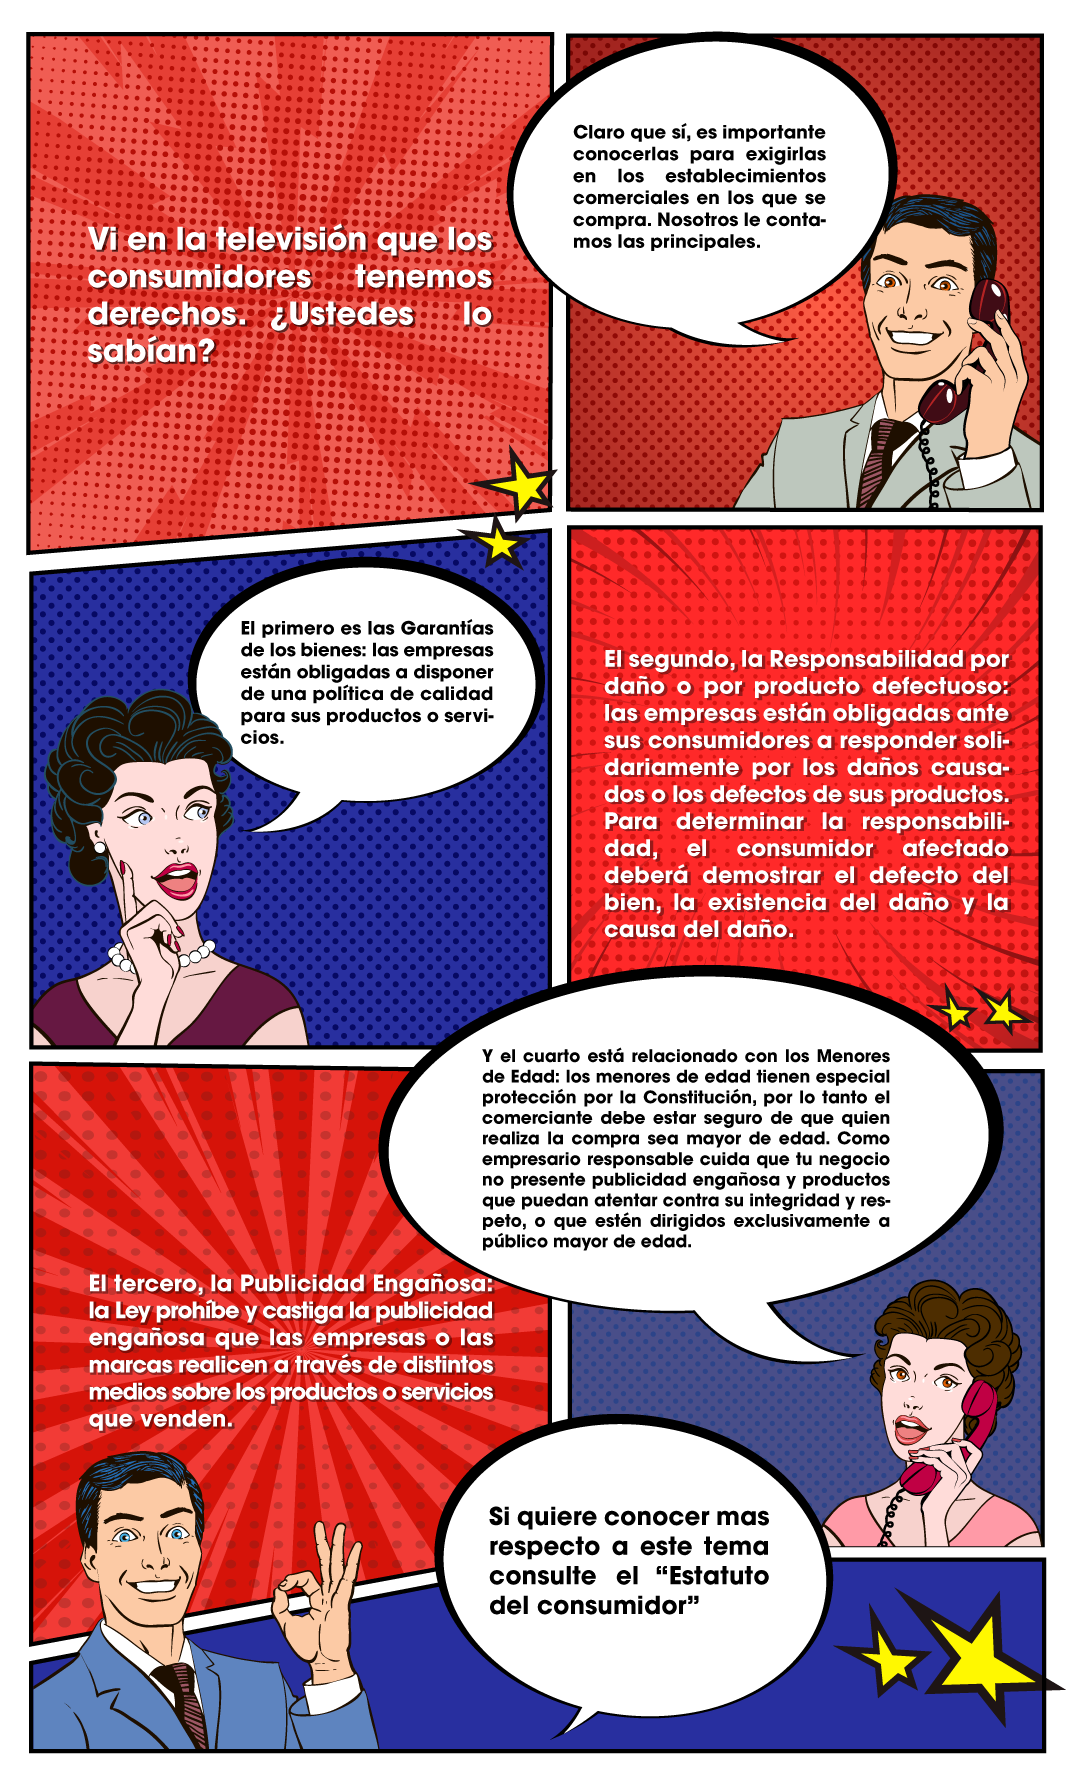 Vi en la televisión que los
consumidores tenemos
derechos. ¿Ustedes lo
sabían?
Claro que sí, es importante
conocerlas para exigirlas
en los establecimientos
comerciales en los que se
compra. Nosotros le conta-
mos las principales.
El primero es las Garantías
de los bienes: las empresas
están obligadas a disponer
de una política de calidad
para sus productos o servi-
cios.
El segundo, la Responsabilidad por
daño o por producto defectuoso:
las empresas están obligadas ante
sus consumidores a responder soli-
dariamente por los daños causa-
dos o los defectos de sus productos.
Para determinar la responsabili-
dad, el consumidor afectado
deberá demostrar el defecto del
bien, la existencia del daño y la
causa del daño.
El tercero, la Publicidad Engañosa:
la Ley prohíbe y castiga la publicidad
engañosa que las empresas o las
marcas realicen a través de distintos
medios sobre los productos o servicios
que venden.
Y el cuarto está relacionado con los Menores
de Edad: los menores de edad tienen especial
protección por la Constitución, por lo tanto el
comerciante debe estar seguro de que quien
realiza la compra sea mayor de edad. Como
empresario responsable cuida que tu negocio
no presente publicidad engañosa y productos
que puedan atentar contra su integridad y res-
peto, o que estén dirigidos exclusivamente a
público mayor de edad.
Si quiere conocer mas
respecto a este tema
consulte el “Estatuto
del consumidor”